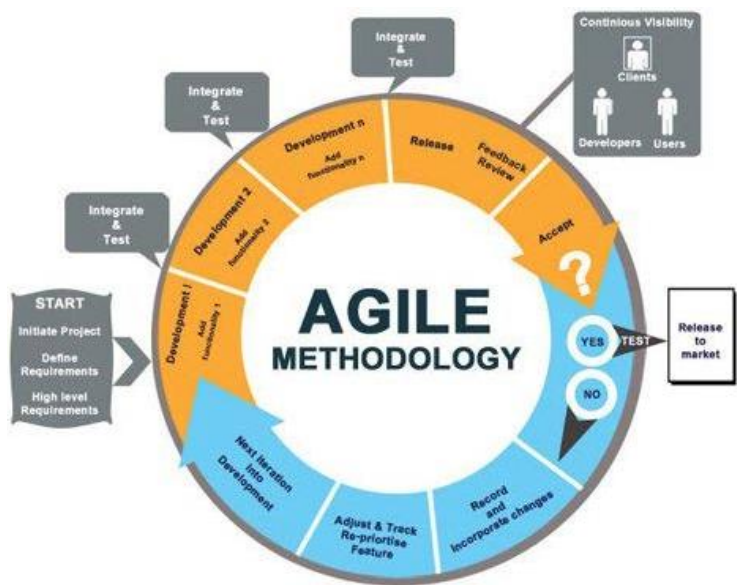 START
Initiate Project
Define
Requirements
High level
Requirements
Development 1
Add
functionality 1
Integrate
&
Test
Development 2
Add
functionality 2
Integrate
&
Test
Development n
Add
functionality n
Integrate
&
Test
Release
Feedback
Review
Continious Visibility
Clients
Developers
Users
Accept
?
YES
TEST
Release
to
market
NO
Record
and
Incorporate changes
Adjust & Track
Re-priortise
Feature
Next Iteration
into
Development
AGILE
METHODOLOGY